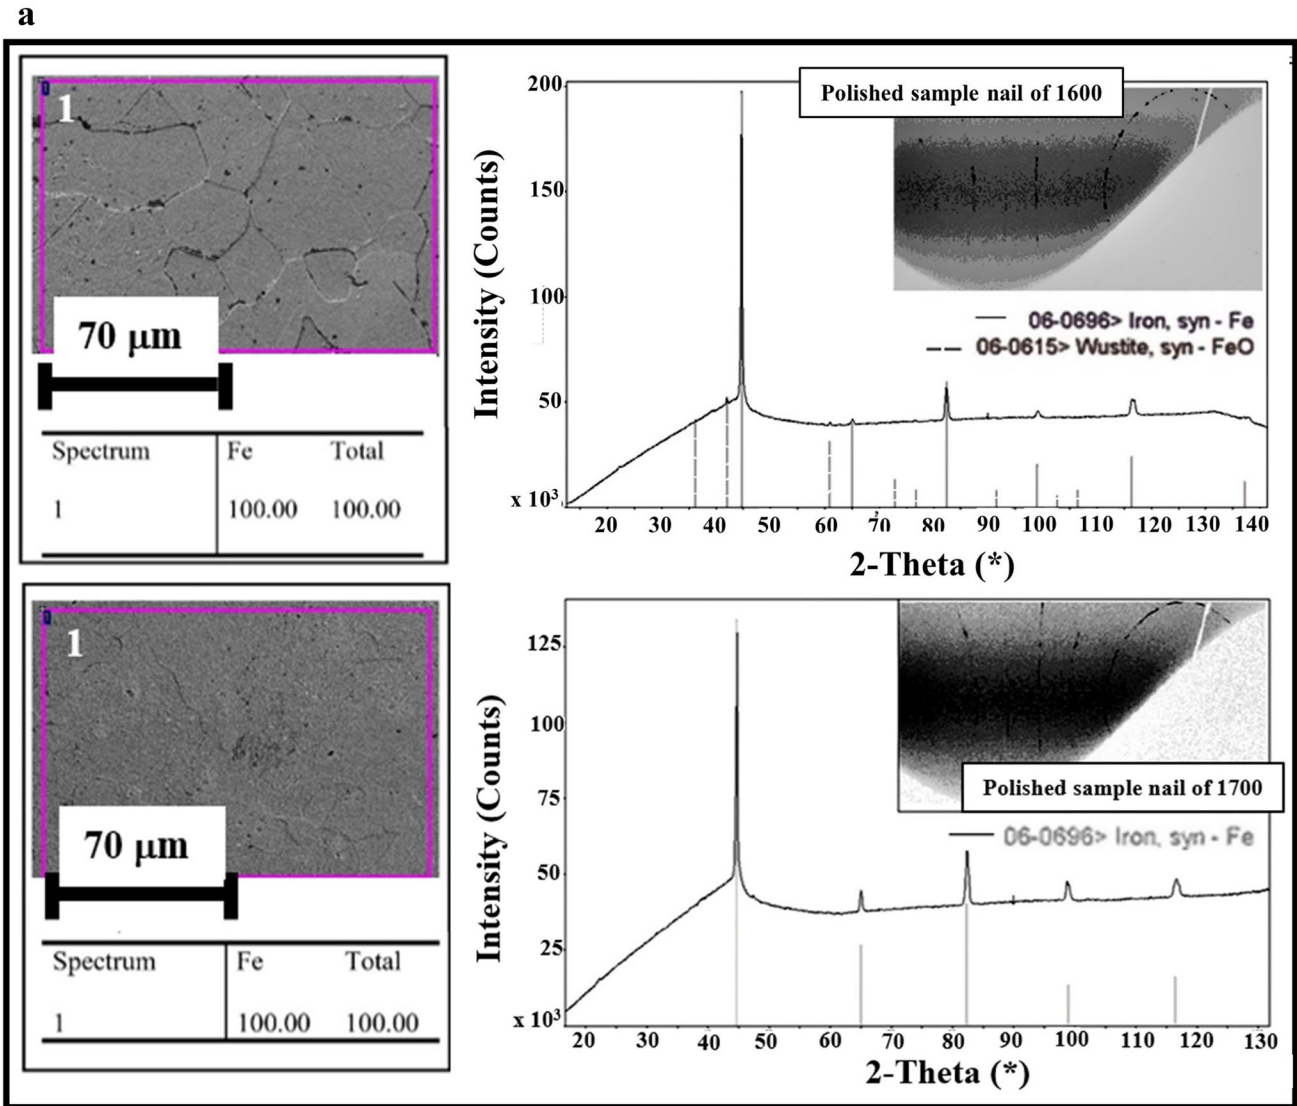 a
1
70 μm
Spectrum Fe Total
1 100.00 100.00
Polished sample nail of 1600
Intensity (Counts)
200
150
100
50
x 10³
06-0696> Iron, syn - Fe
06-0615> Wustite, syn - FeO
20 30 40 50 60 70 80 90 100 110 120 130 140
2-Theta (*)
1
70 μm
Spectrum Fe Total
1 100.00 100.00
Intensity (Counts)
125
100
75
50
25
x 10³
Polished sample nail of 1700
06-0696> Iron, syn - Fe
20 30 40 50 60 70 80 90 100 110 120 130
2-Theta (*)